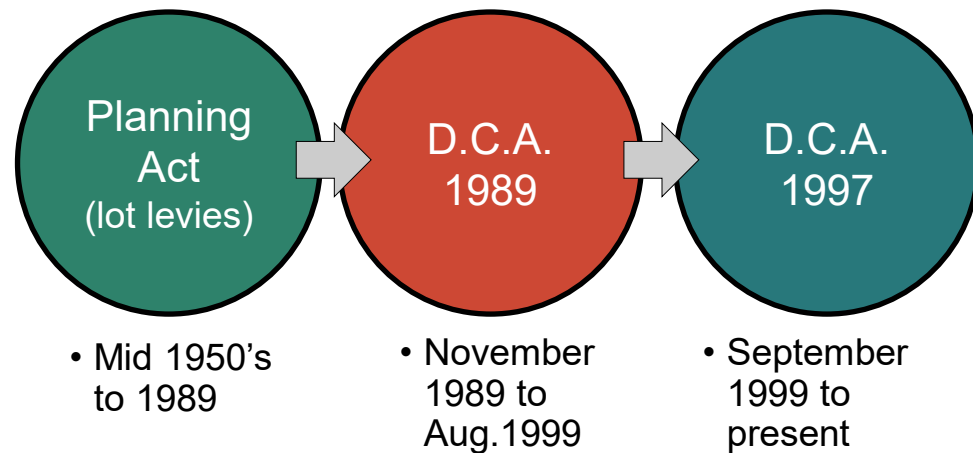 Planning
Act
(lot levies)
D.C.A.
1989
D.C.A.
1997
• Mid 1950’s
to 1989
• November
1989 to
Aug.1999
• September
1999 to
present